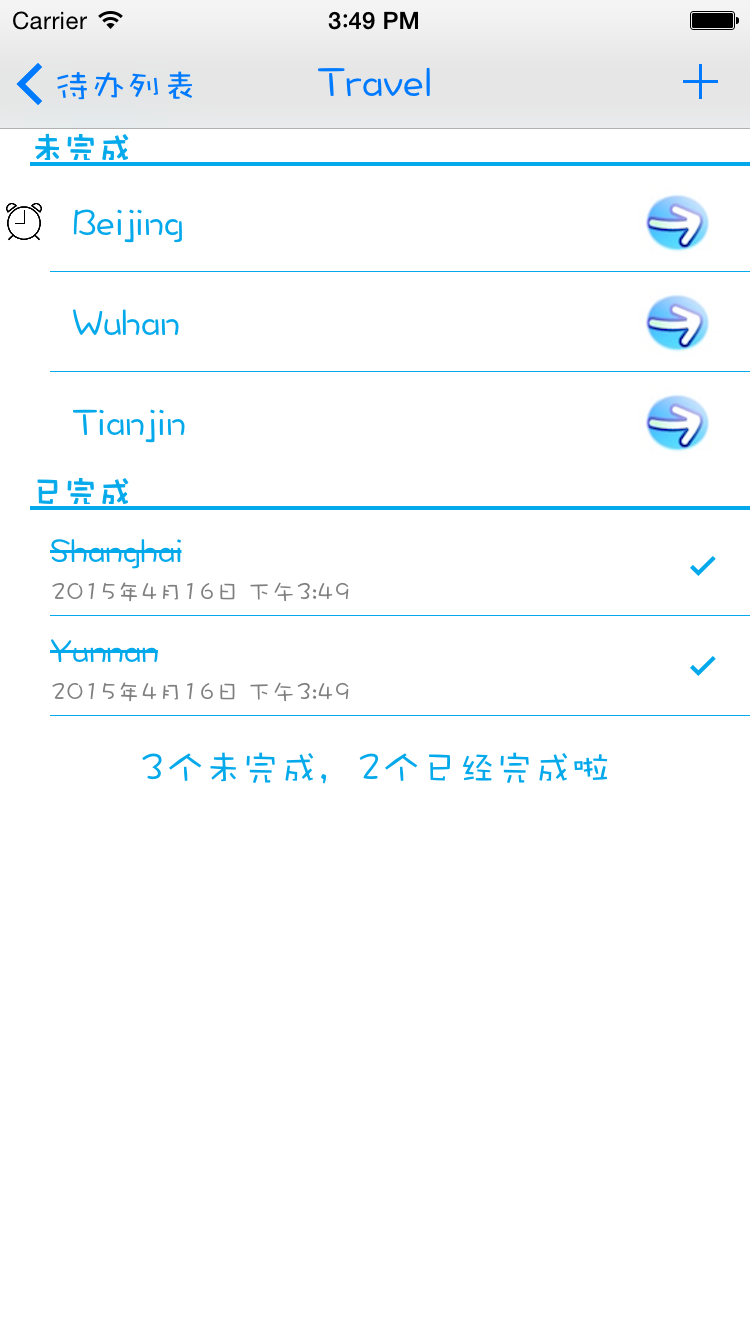 Carrier 3:49 PM
待办列表 Travel
未完成
Beijing
Wuhan
Tianjin
已完成
Shanghai
2015年4月16日 下午3:49
Yunnan
2015年4月16日 下午3:49
3个未完成，2个已经完成啦